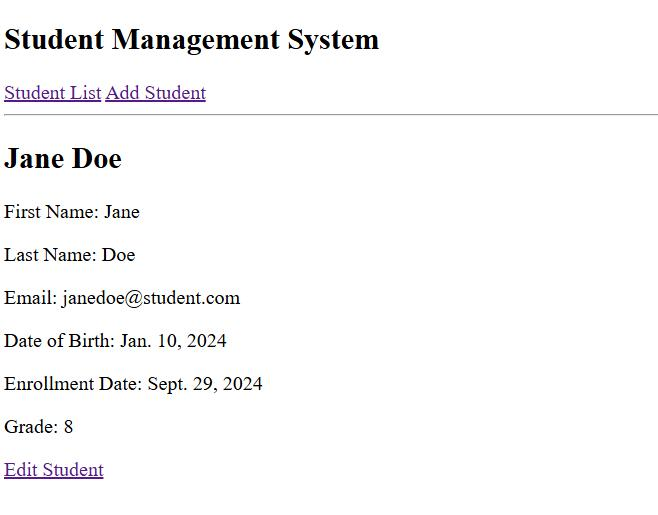 Student Management System
Student List Add Student
Jane Doe
First Name: Jane
Last Name: Doe
Email: janedoe@student.com
Date of Birth: Jan. 10, 2024
Enrollment Date: Sept. 29, 2024
Grade: 8
Edit Student